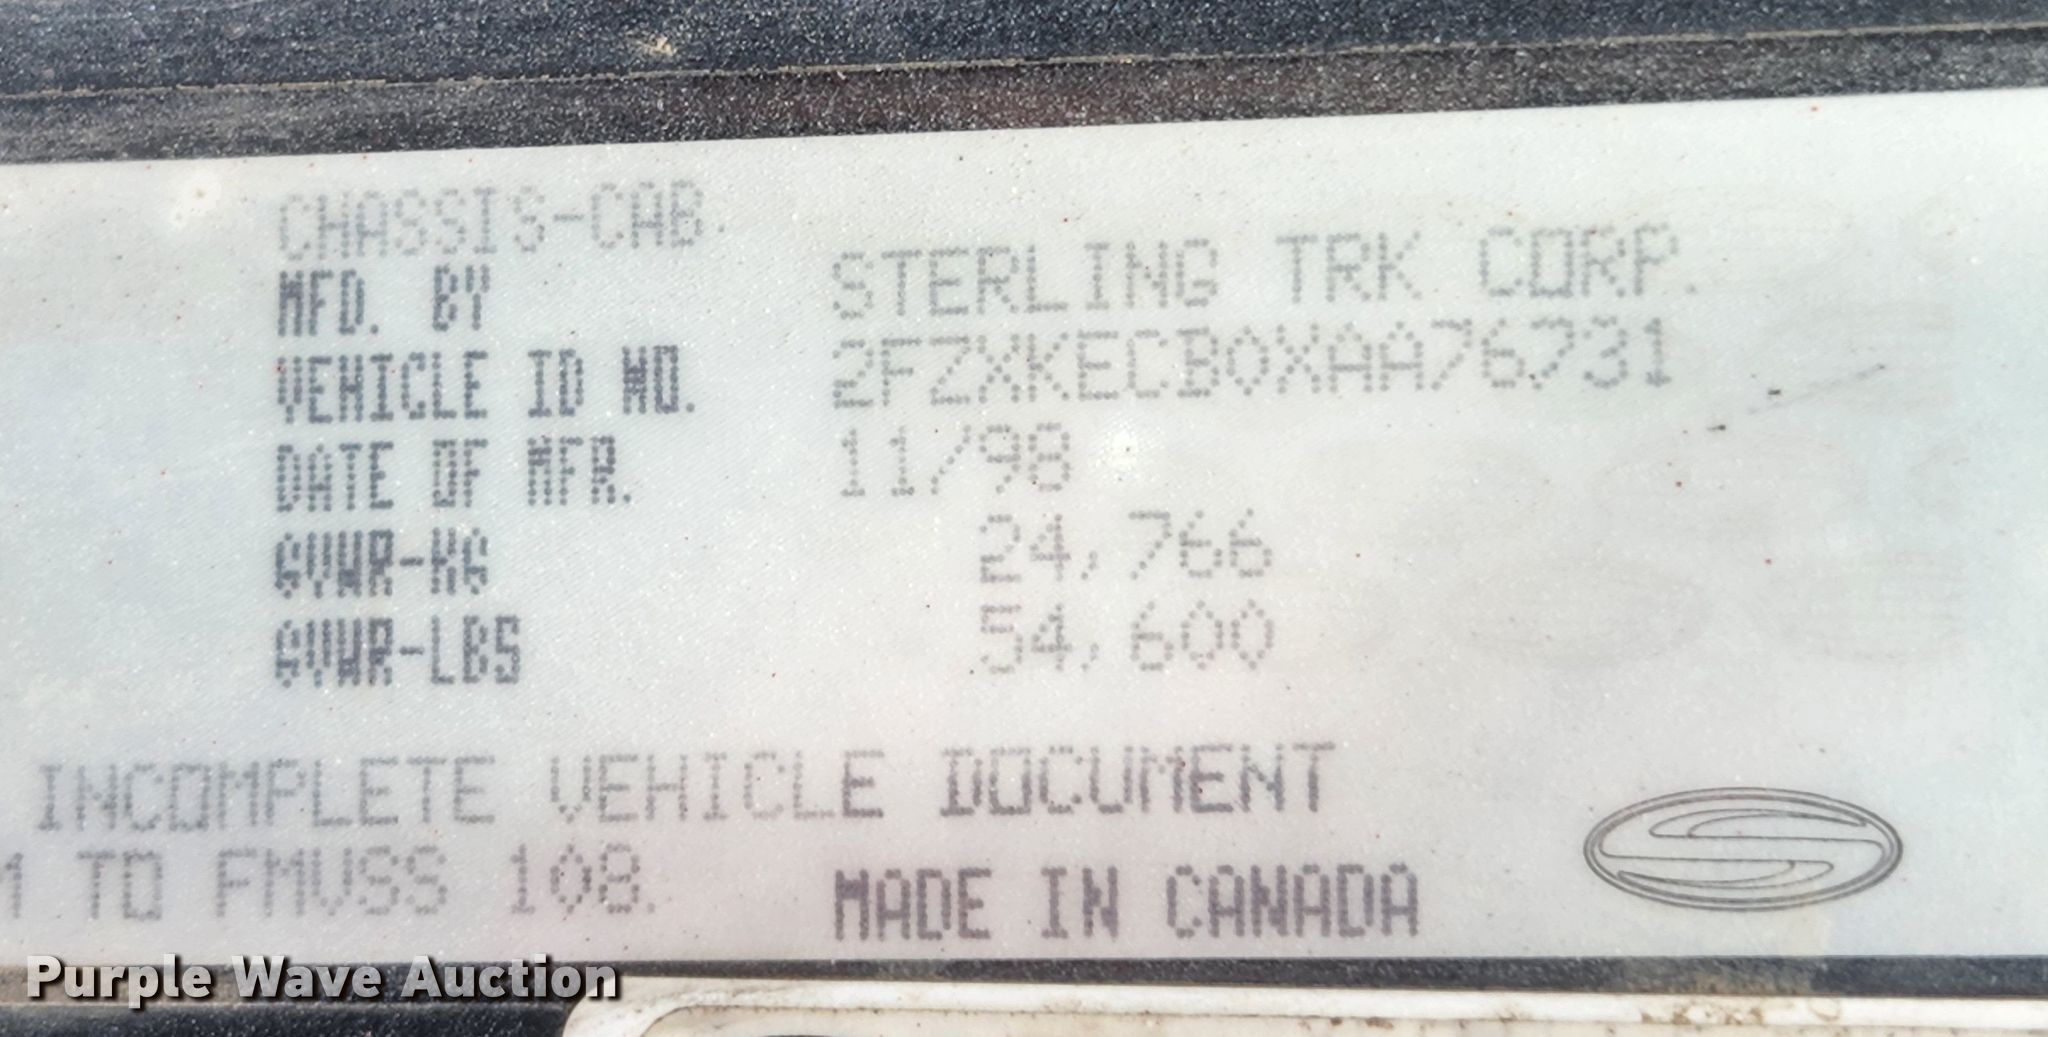 CHASSIS-CAB.
MFD. BY STERLING TRK CORP.
VEHICLE ID NO. 2FZXKECB0XAA76731
DATE OF MFR. 11/98
GVWR-KG 24,766
GVWR-LBS 54,600
INCOMPLETE VEHICLE DOCUMENT
M TO FMVSS 108.
MADE IN CANADA
Purple Wave Auction